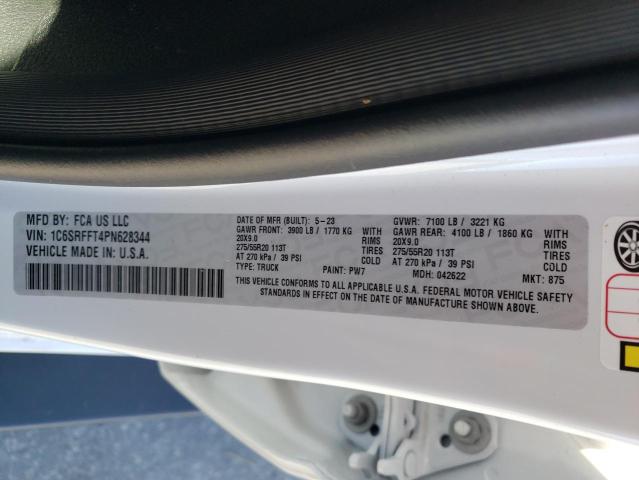 MFD BY: FCA US LLC
VIN: 1C6SRFFT4PN628344
VEHICLE MADE IN U.S.A.
DATE OF MFR (BUILT): 5-23 GVWR: 7100 LB / 3221 KG
GAWR FRONT: 3900 LB / 1770 KG GAWR REAR: 4100 LB / 1860 KG
20X9.0 RIMS 20X9.0 RIMS
275/55R20 113T TIRES 275/55R20 113T TIRES
AT 270 kPa / 39 PSI COLD AT 270 kPa / 39 PSI COLD
TYPE: TRUCK PAINT: PW7 MDH: 042622 MKT: 875
THIS VEHICLE CONFORMS TO ALL APPLICABLE U.S.A. FEDERAL MOTOR VEHICLE SAFETY
STANDARDS IN EFFECT ON THE DATE OF MANUFACTURE SHOWN ABOVE.